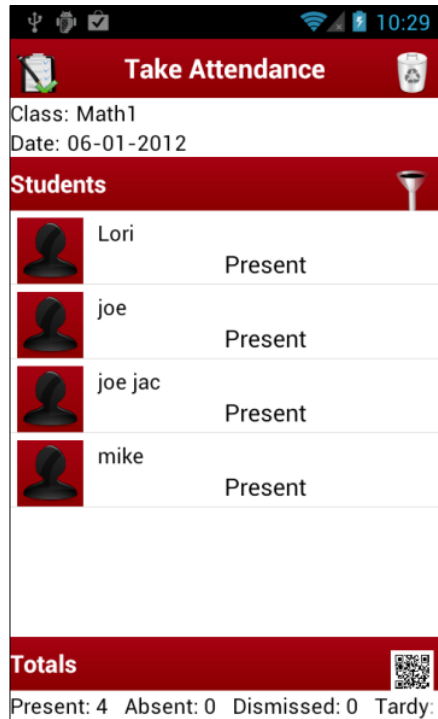 10:29
Take Attendance
Class: Math1
Date: 06-01-2012
Students
Lori
Present
joe
Present
joe jac
Present
mike
Present
Totals
Present: 4 Absent: 0 Dismissed: 0 Tardy: